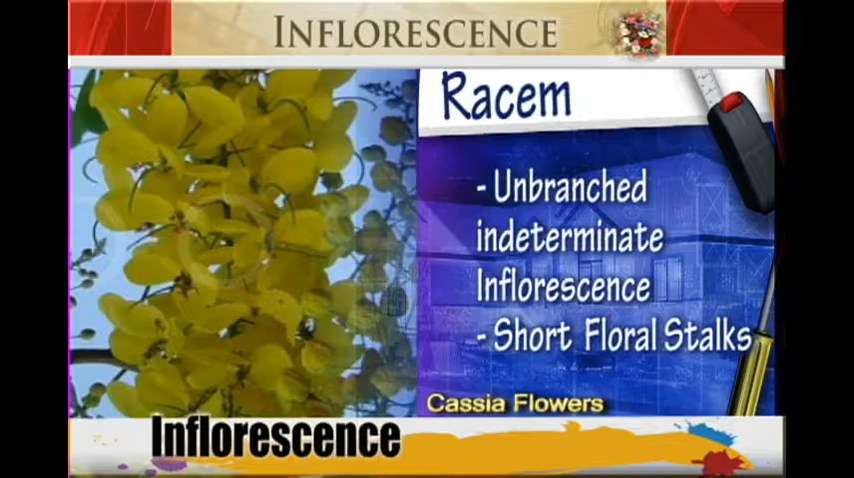 INFLORESCENCE
Racem
- Unbranched
indeterminate
Inflorescence
- Short Floral Stalks
Cassia Flowers
Inflorescence